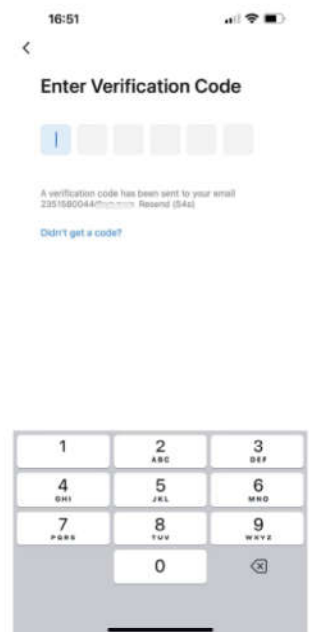 16:51
Enter Verification Code
A verification code has been sent to your email
Resend (54s)
Didn't get a code?
1
2
ABC
3
DEF
4
GHI
5
JKL
6
MNO
7
PQRS
8
TUV
9
WXYZ
0